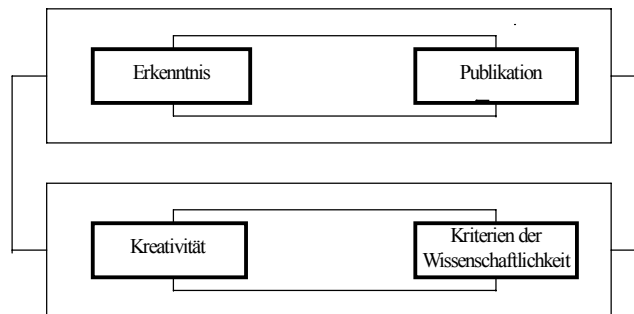 Erkenntnis
Publikation
Kreativität
Kriterien der
Wissenschaftlichkeit